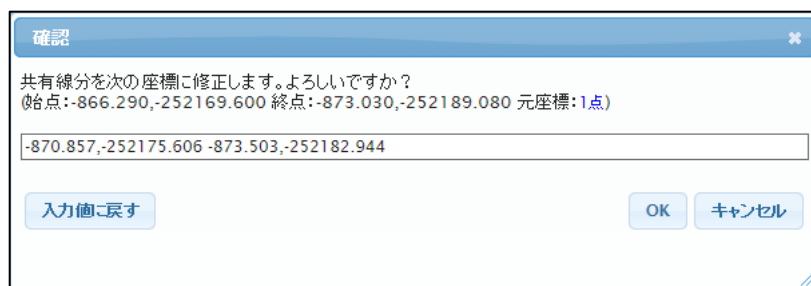 確認
共有線分を次の座標に修正します。よろしいですか?
(始点:-866.290,-252169.600 終点:-873.030,-252189.080 元座標:1点)
-870.857,-252175.606 -873.503,-252182.944
入力値に戻す
OK
キャンセル